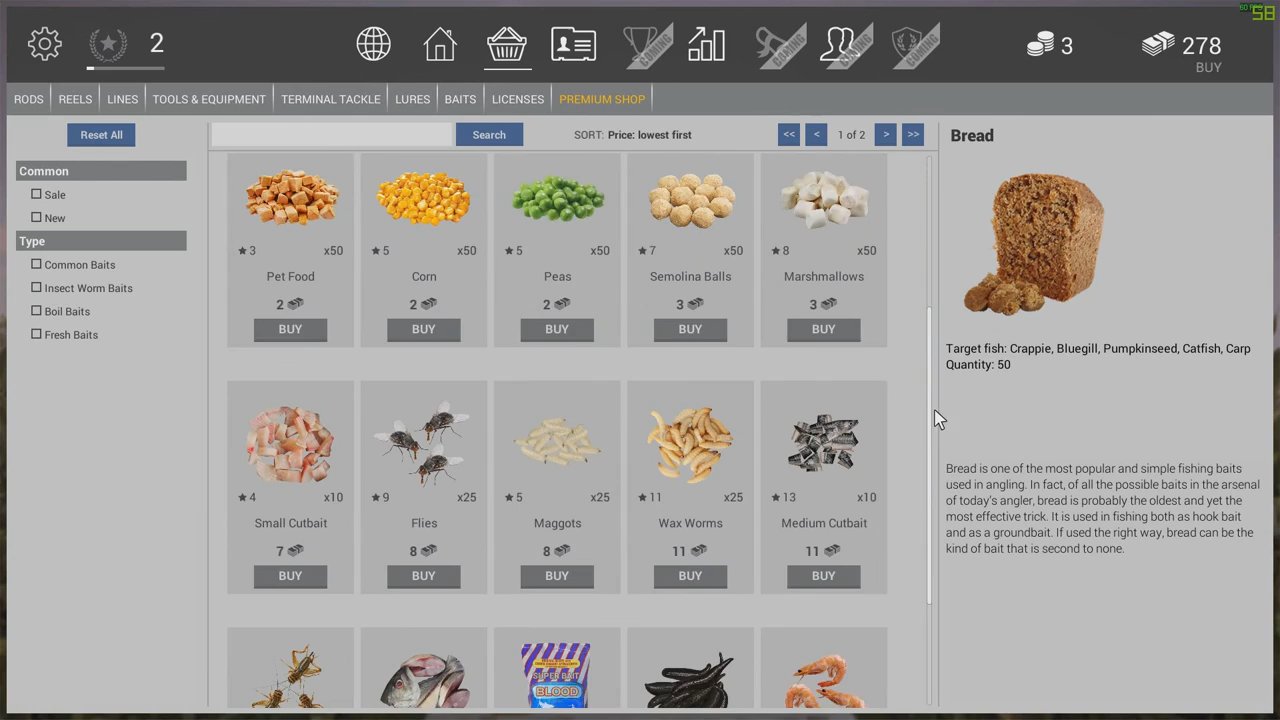 58
2
COMING
COMING
COMING
COMING
3
278
BUY
RODS REELS LINES TOOLS & EQUIPMENT TERMINAL TACKLE LURES BAITS LICENSES PREMIUM SHOP
Reset All
Search
SORT: Price: lowest first
<< < 1 of 2 > >>
Bread
Common
Sale
New
Type
Common Baits
Insect Worm Baits
Boil Baits
Fresh Baits
3 x50 5 x50 5 x50 7 x50 8 x50
Pet Food Corn Peas Semolina Balls Marshmallows
2 2 2 3 3
BUY BUY BUY BUY BUY
4 x10 9 x25 5 x25 11 x25 13 x10
Small Cutbait Flies Maggots Wax Worms Medium Cutbait
7 8 8 11 11
BUY BUY BUY BUY BUY
SUPER BAIT
BLOOD
Target fish: Crappie, Bluegill, Pumpkinseed, Catfish, Carp
Quantity: 50
Bread is one of the most popular and simple fishing baits
used in angling. In fact, of all the possible baits in the arsenal
of today's angler, bread is probably the oldest and yet the
most effective trick. It is used in fishing both as hook bait
and as a groundbait. If used the right way, bread can be the
kind of bait that is second to none.